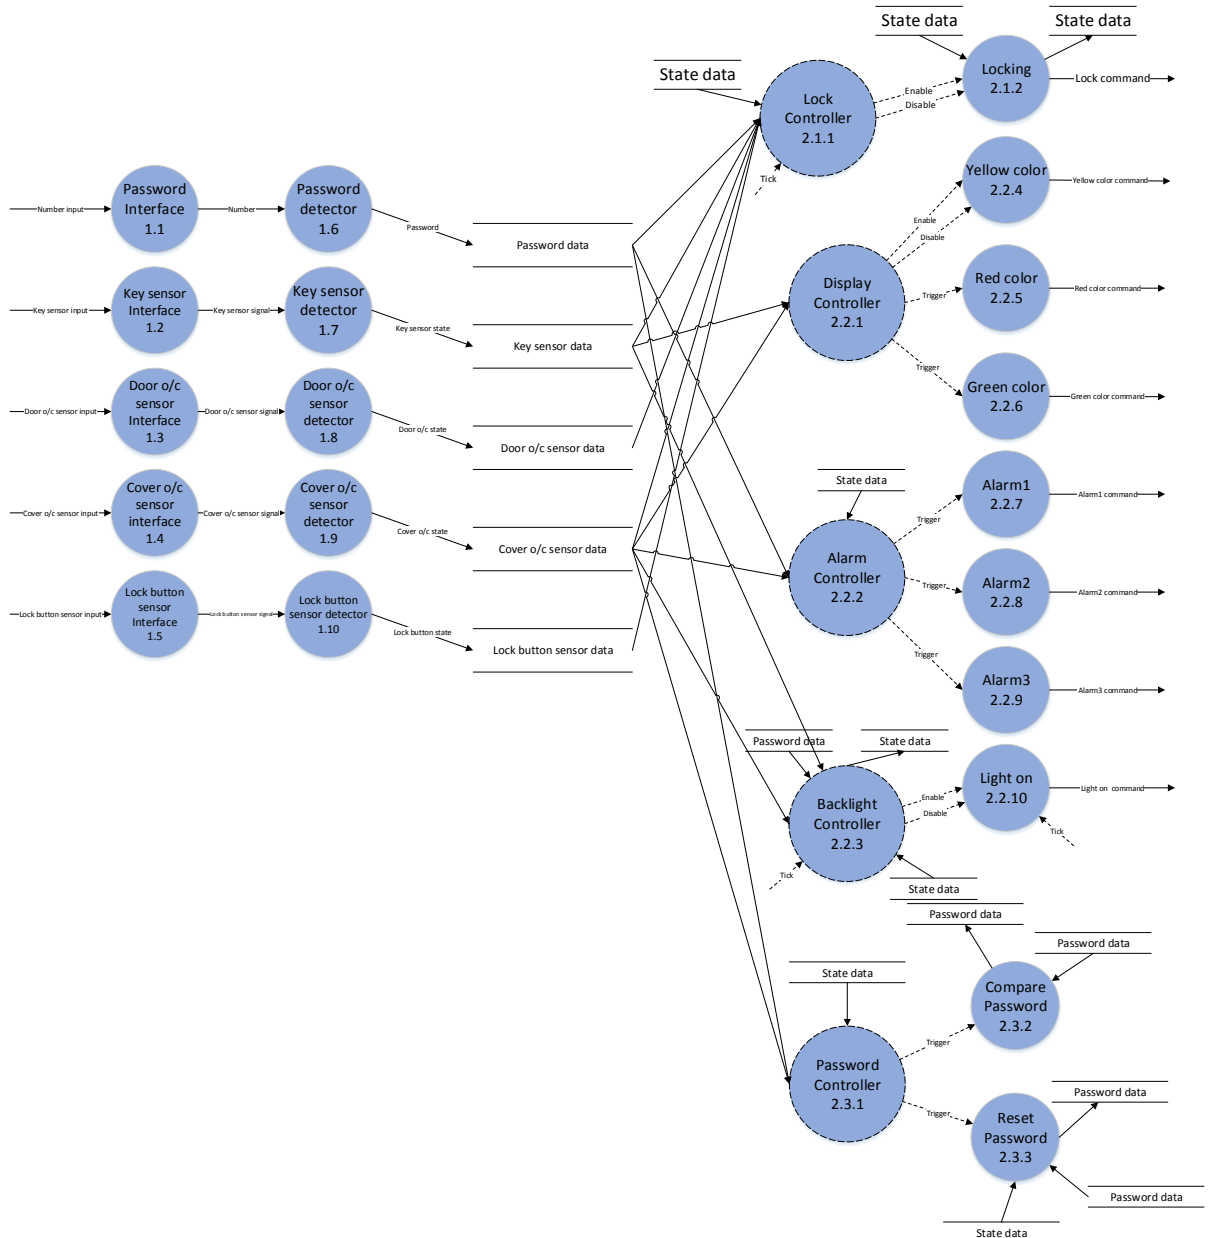 State data
State data
State data
Locking
2.1.2
Lock command
Enable
Disable
Lock
Controller
2.1.1
Tick
Yellow color
2.2.4
Yellow color command
Enable
Disable
Password
Interface
1.1
Number input
Number
Password
detector
1.6
Password
Password data
Key sensor
Interface
1.2
Key sensor input
Key sensor signal
Key sensor
detector
1.7
Key sensor state
Key sensor data
Display
Controller
2.2.1
Trigger
Red color
2.2.5
Red color command
Trigger
Green color
2.2.6
Green color command
Door o/c
sensor Interface
1.3
Door o/c sensor input
Door o/c sensor signal
Door o/c
sensor
detector
1.8
Door o/c state
Door o/c sensor data
Cover o/c
sensor
interface
1.4
Cover o/c sensor input
Cover o/c sensor signal
Cover o/c
sensor
detector
1.9
Cover o/c state
Cover o/c sensor data
State data
Alarm
Controller
2.2.2
Trigger
Alarm1
2.2.7
Alarm1 command
Trigger
Alarm2
2.2.8
Alarm2 command
Trigger
Alarm3
2.2.9
Alarm3 command
Lock button
sensor
Interface
1.5
Lock button sensor input
Lock button sensor signal
Lock button
sensor detector
1.10
Lock button state
Lock button sensor data
Password data
State data
Backlight
Controller
2.2.3
Enable
Disable
Light on
2.2.10
Light on command
Tick
Tick
State data
Password data
Password data
State data
Compare
Password
2.3.2
Trigger
Password
Controller
2.3.1
Trigger
Reset
Password
2.3.3
Password data
Password data
State data